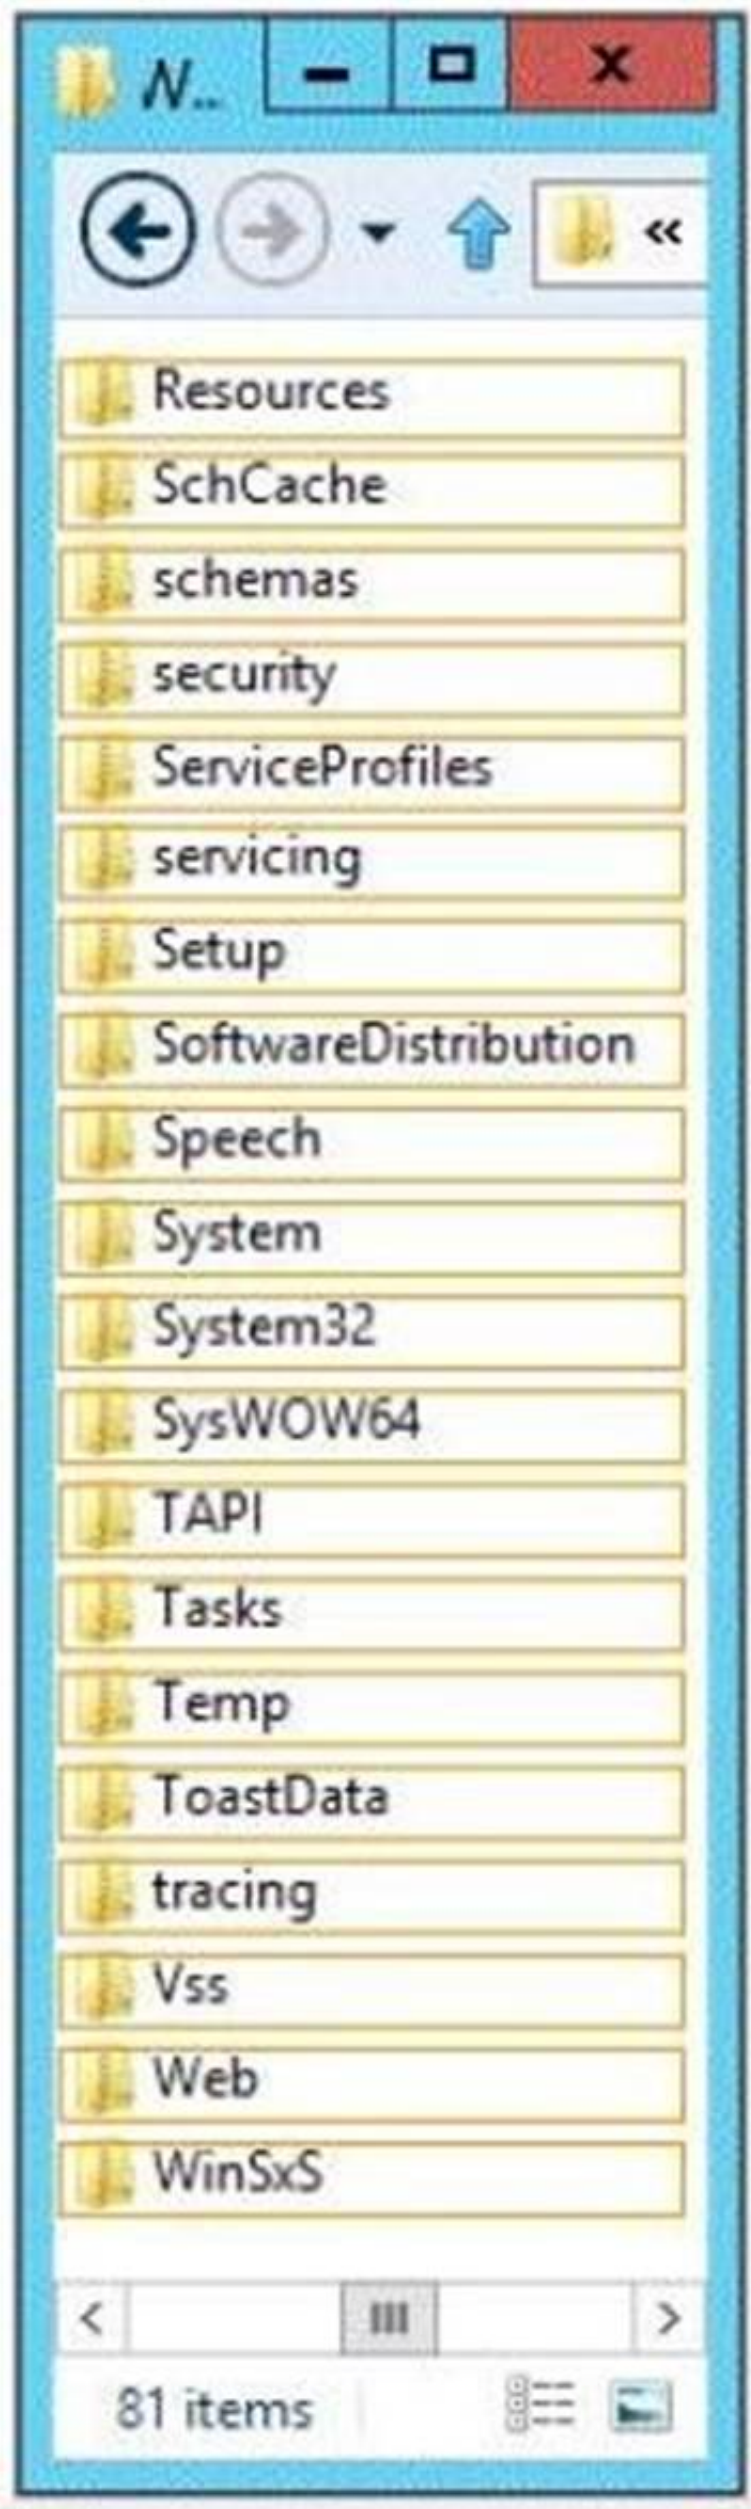 N...
«
Resources
SchCache
schemas
security
ServiceProfiles
servicing
Setup
SoftwareDistribution
Speech
System
System32
SysWOW64
TAPI
Tasks
Temp
ToastData
tracing
Vss
Web
WinSxS
81 items